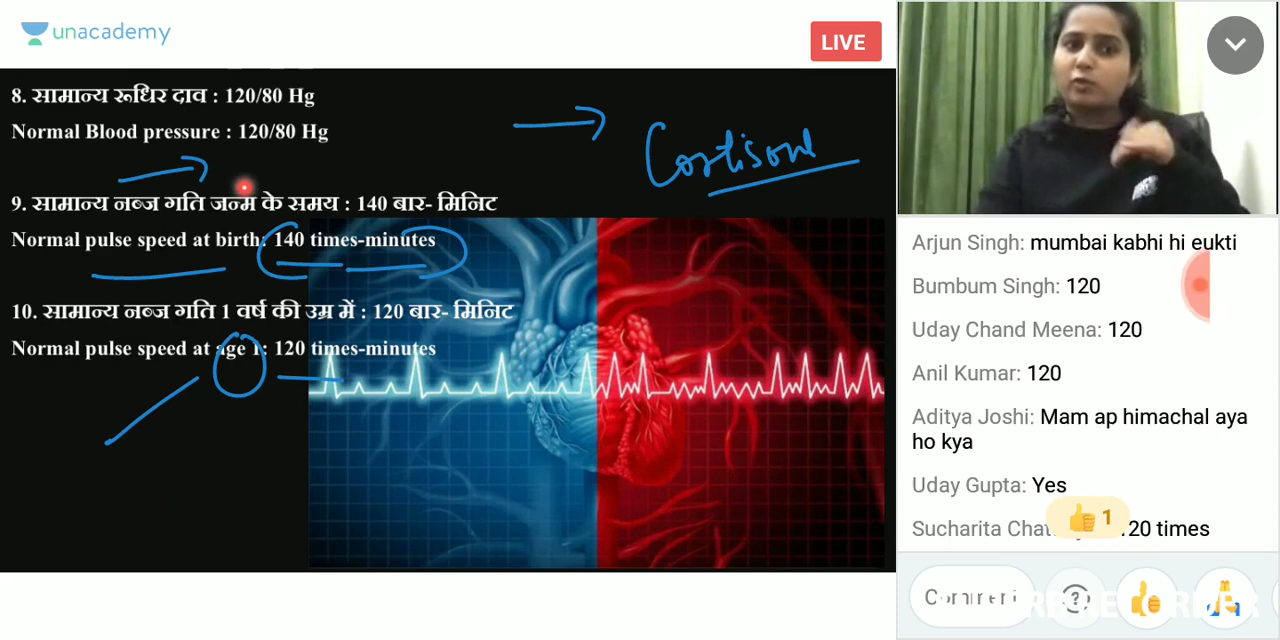 unacademy
LIVE
8. सामान्य रूधिर दाव : 120/80 Hg
Normal Blood pressure : 120/80 Hg
Cortisone
9. सामान्य नब्ज गति जन्म के समय : 140 बार- मिनिट
Normal pulse speed at birth: 140 times-minutes
10. सामान्य नब्ज गति 1 वर्ष की उम्र में : 120 बार- मिनिट
Normal pulse speed at age 1: 120 times-minutes
Arjun Singh: mumbai kabhi hi eukti
Bumbum Singh: 120
Uday Chand Meena: 120
Anil Kumar: 120
Aditya Joshi: Mam ap himachal aya
ho kya
Uday Gupta: Yes
1
Sucharita 120 times